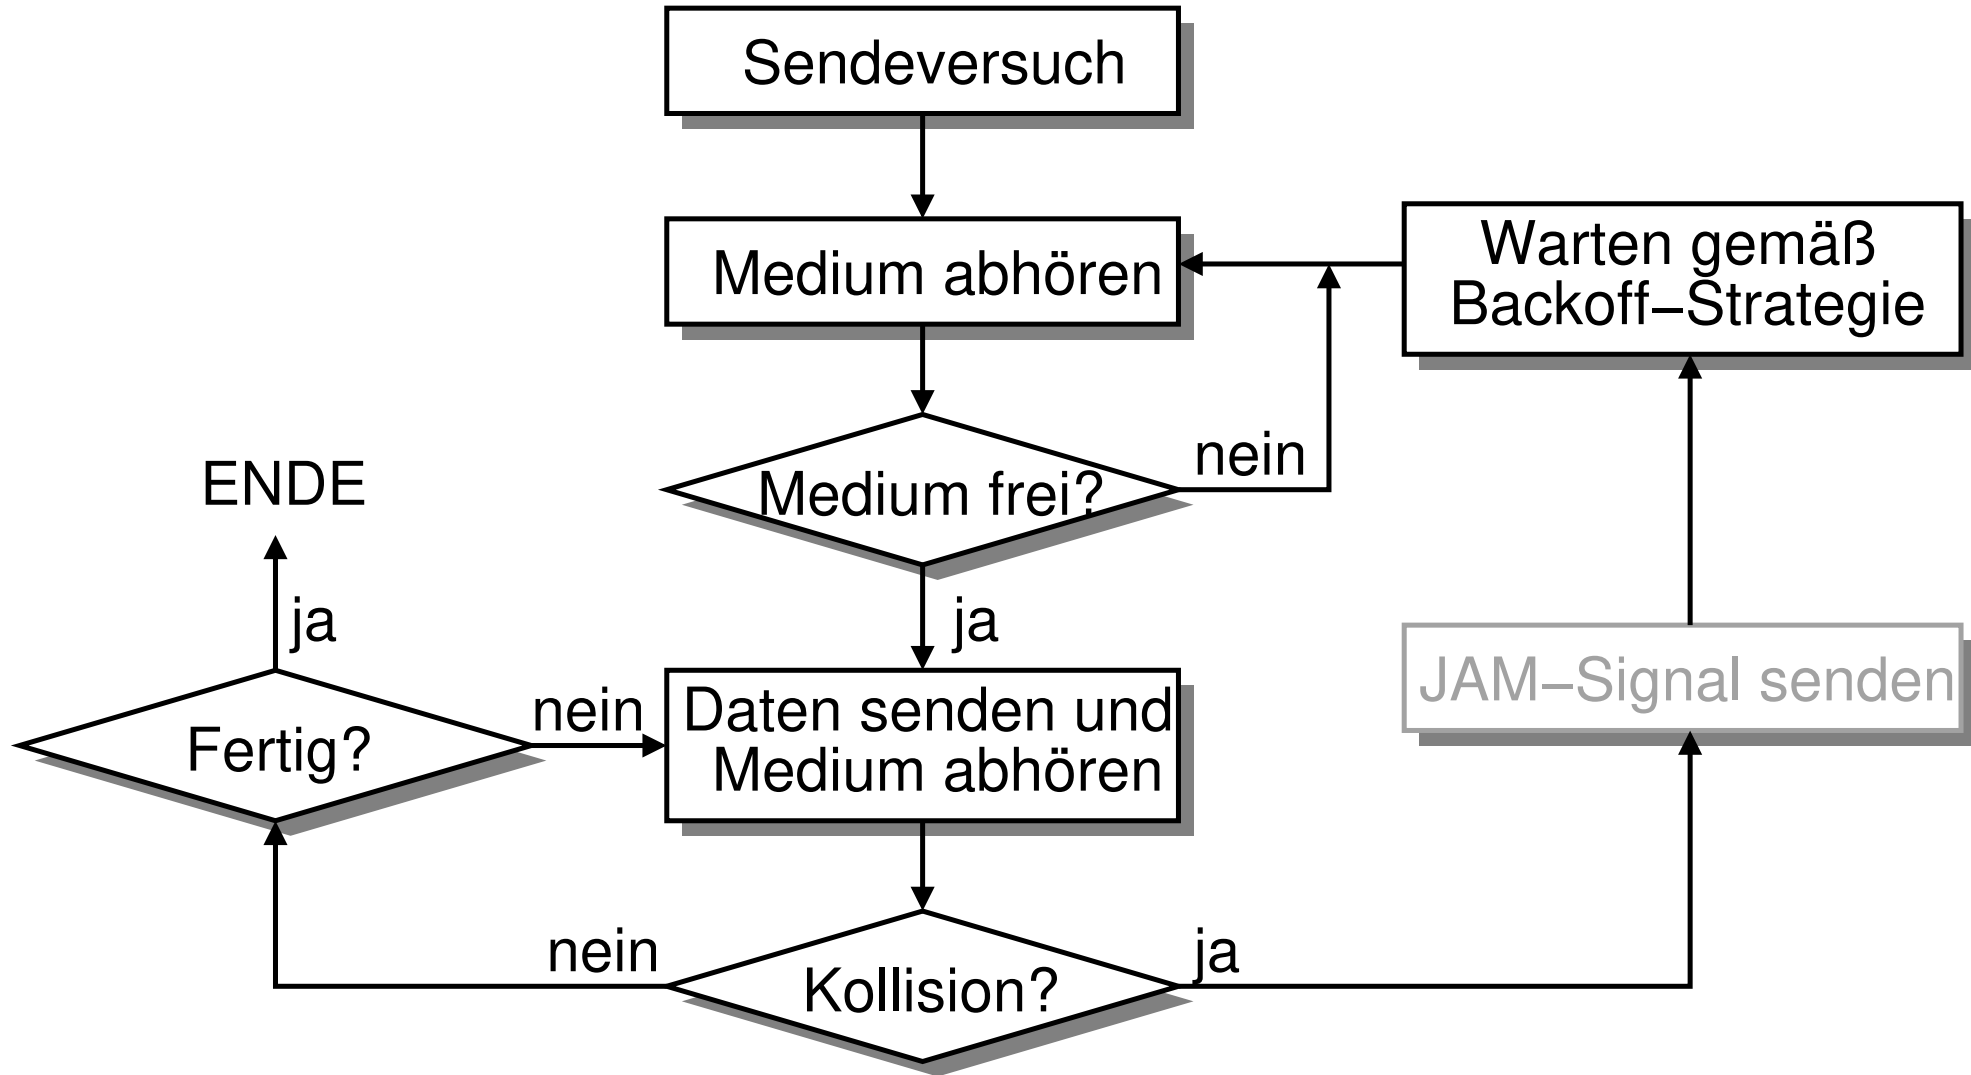 Sendeversuch
Medium abhören
Warten gemäß
Backoff–Strategie
Medium frei?
nein
ENDE
ja
ja
JAM–Signal senden
Fertig?
nein
Daten senden und
Medium abhören
nein
Kollision?
ja